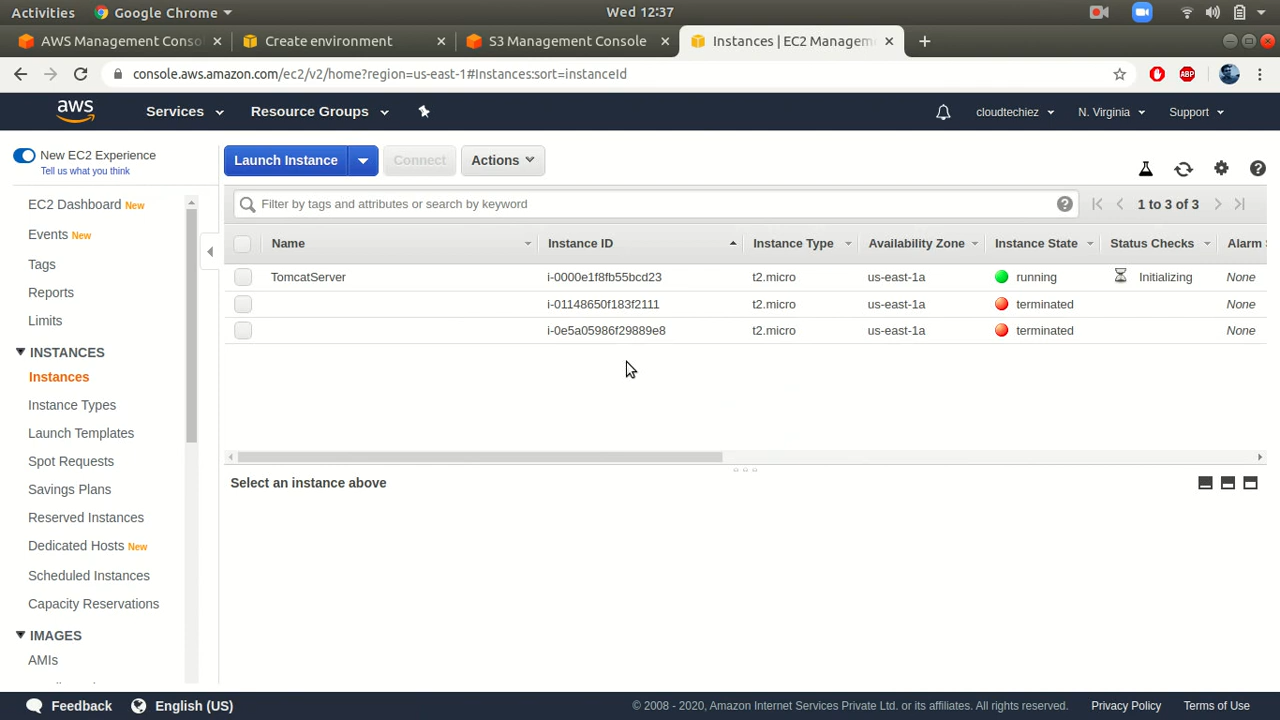 Activities Google Chrome Wed 12:37
AWS Management Conso Create environment S3 Management Console Instances | EC2 Managem
console.aws.amazon.com/ec2/v2/home?region=us-east-1#Instances:sort=instanceId ABP
aws Services Resource Groups cloudtechiez N. Virginia Support
New EC2 Experience
Tell us what you think
Launch Instance Connect Actions
EC2 Dashboard New
Events New
Tags
Reports
Limits
INSTANCES
Instances
Instance Types
Launch Templates
Spot Requests
Savings Plans
Reserved Instances
Dedicated Hosts New
Scheduled Instances
Capacity Reservations
IMAGES
AMIs
Filter by tags and attributes or search by keyword 1 to 3 of 3
Name Instance ID Instance Type Availability Zone Instance State Status Checks Alarm
TomcatServer i-0000e1f8fb55bcd23 t2.micro us-east-1a running Initializing None
i-01148650f183f2111 t2.micro us-east-1a terminated None
i-0e5a05986f29889e8 t2.micro us-east-1a terminated None
Select an instance above
Feedback English (US) © 2008 - 2020, Amazon Internet Services Private Ltd. or its affiliates. All rights reserved. Privacy Policy Terms of Use